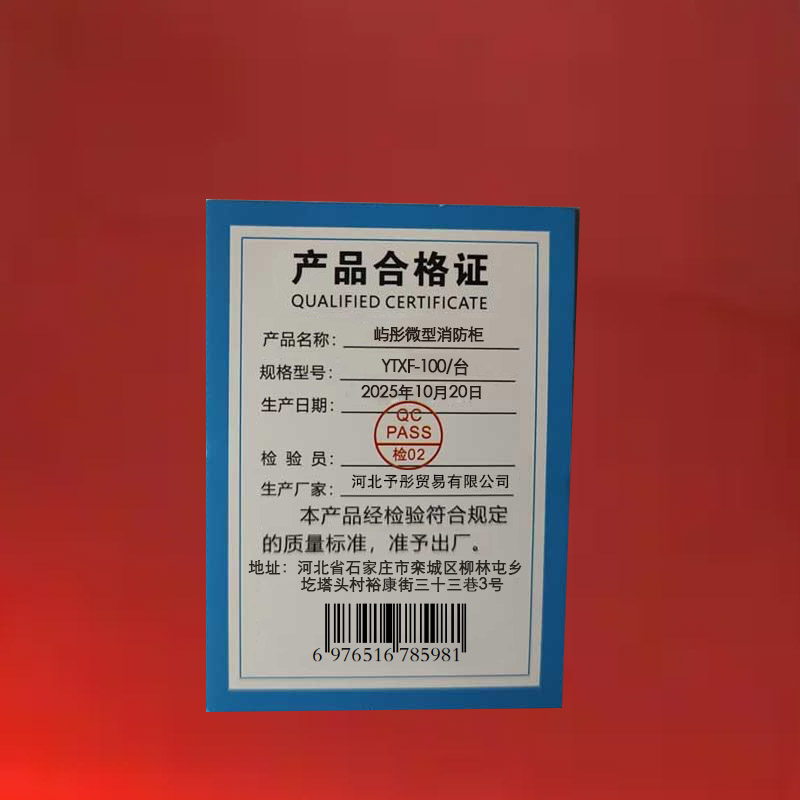 产品合格证
QUALIFIED CERTIFICATE
产品名称： 屿彤微型消防柜
规格型号： YTXF-100/台
生产日期： 2025年10月20日
QC
PASS
检02
检 验 员：
生产厂家： 河北予彤贸易有限公司
本产品经检验符合规定
的质量标准，准予出厂。
地址：河北省石家庄市栾城区柳林屯乡
圪塔头村裕康街三十三巷3号
6 976516 785981